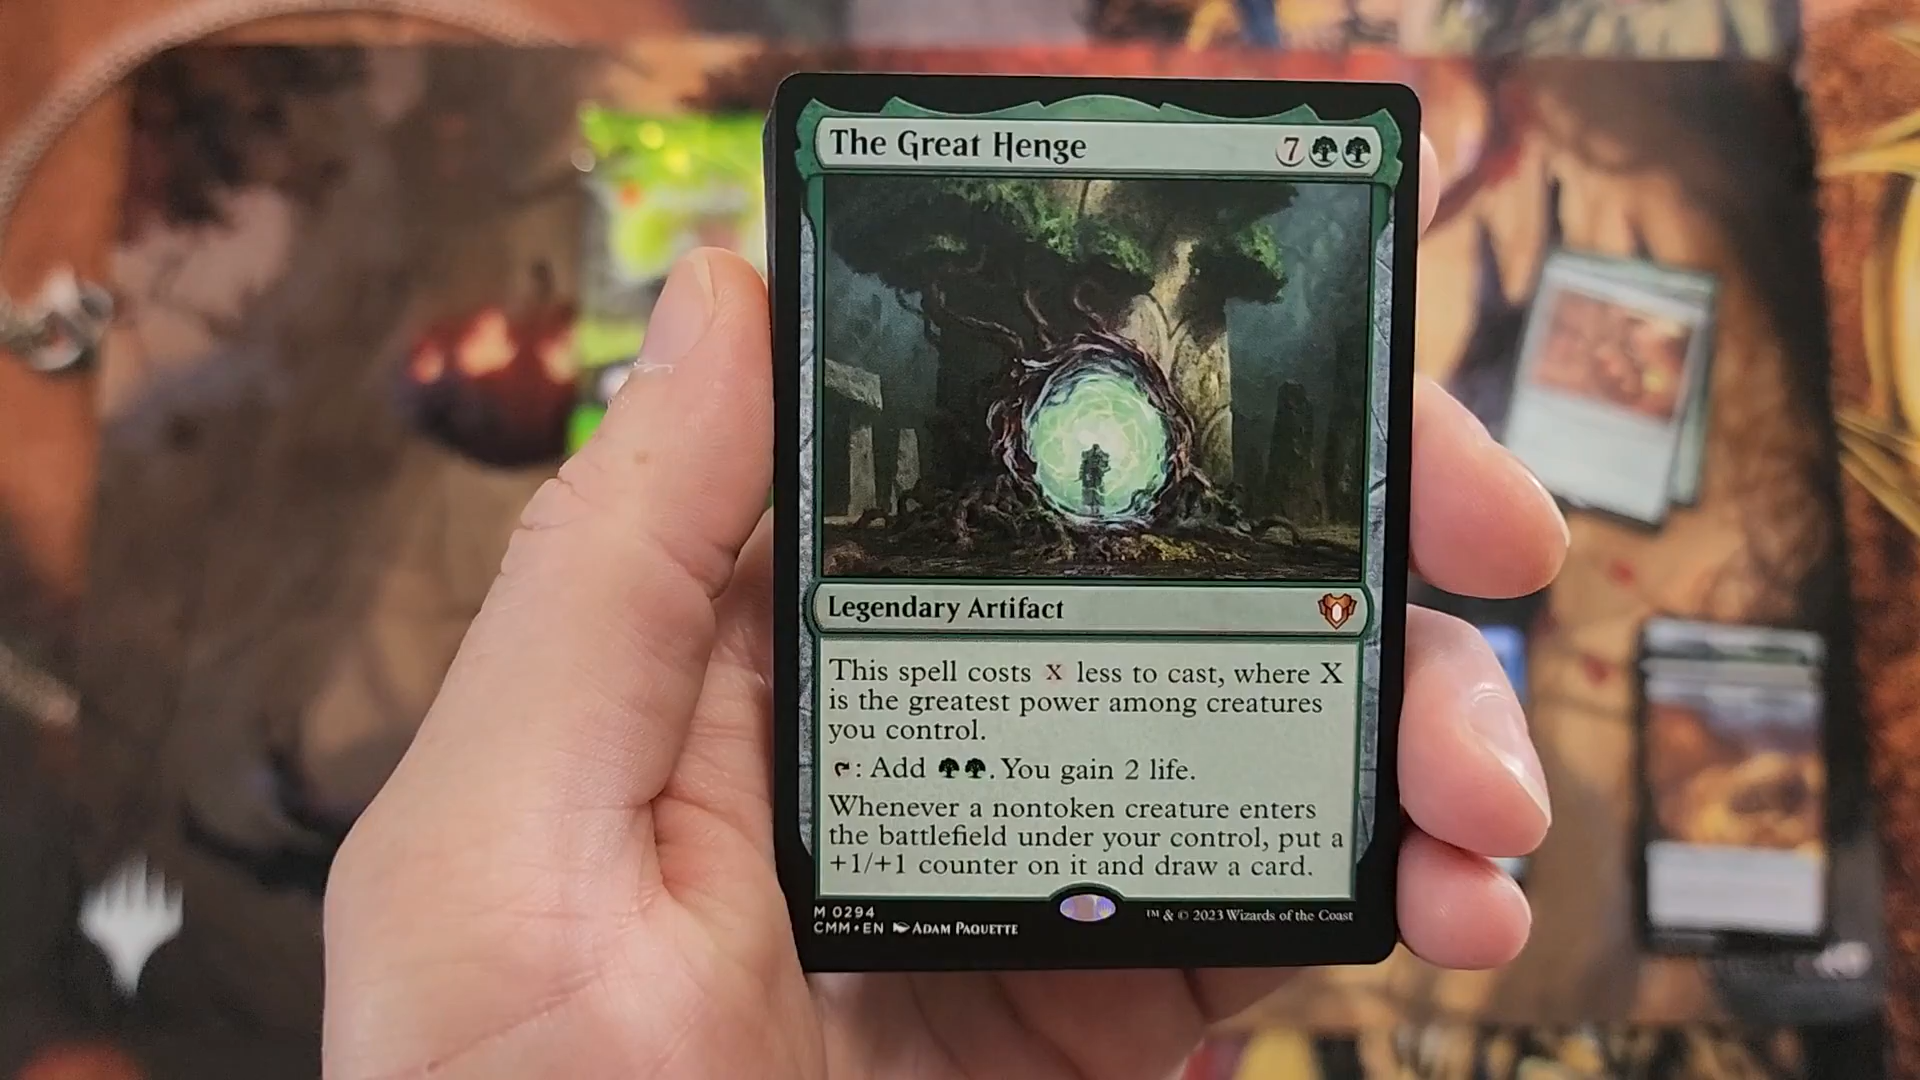 The Great Henge 7
Legendary Artifact
This spell costs X less to cast, where X
is the greatest power among creatures
you control.
: Add . You gain 2 life.
Whenever a nontoken creature enters
the battlefield under your control, put a
+1/+1 counter on it and draw a card.
M 0294
CMM • EN ADAM PAQUETTE
™ & © 2023 Wizards of the Coast